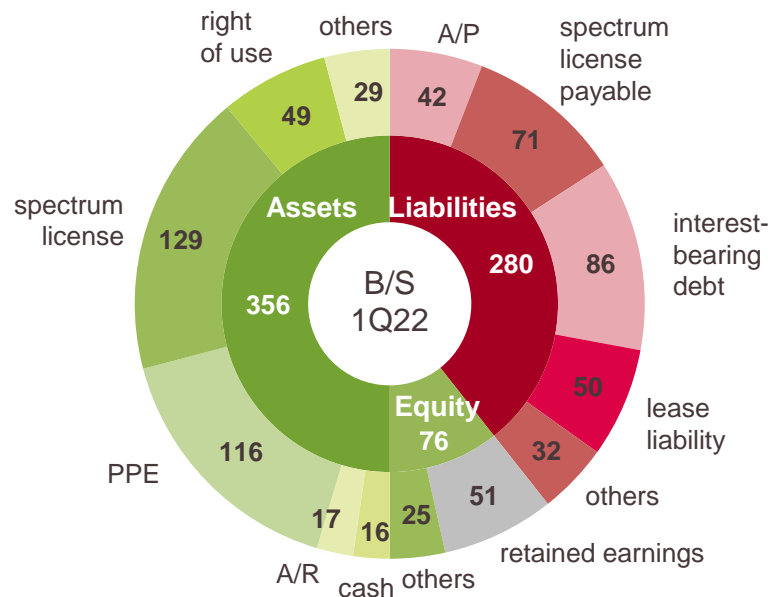 right
of use
others
A/P
spectrum
license
payable
29
42
49
71
spectrum
license
Assets
Liabilities
interest-
bearing
debt
129
280
86
356
B/S
1Q22
50
lease
liability
Equity
76
116
32
PPE
others
17
16
25
51
retained earnings
A/R
cash
others